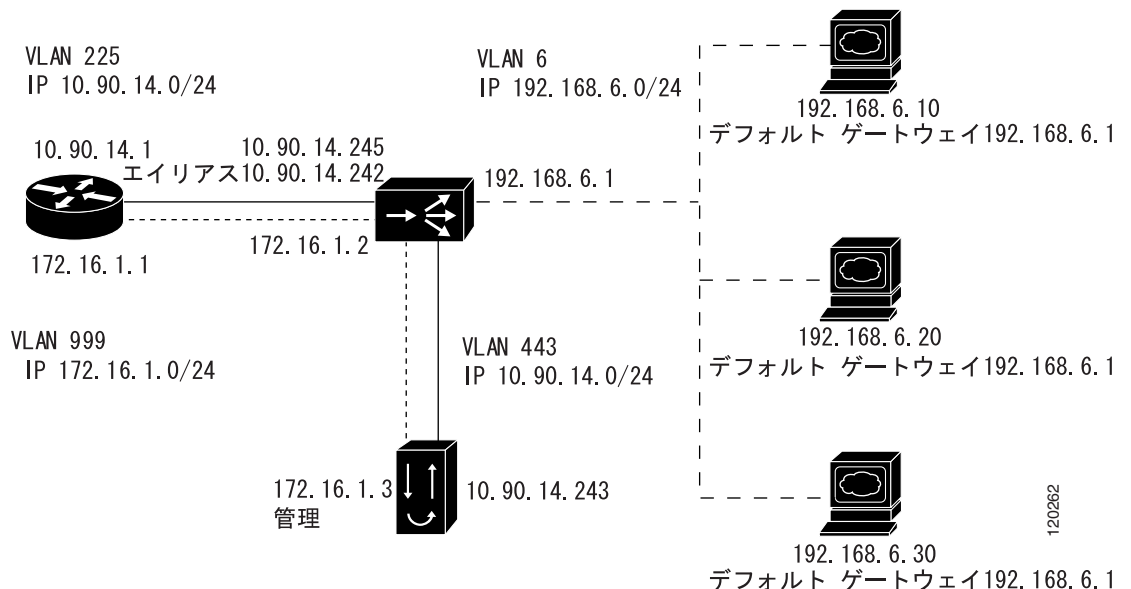 VLAN 225
IP 10.90.14.0/24
VLAN 6
IP 192.168.6.0/24
192.168.6.10
デフォルト ゲートウェイ192.168.6.1
10.90.14.1
10.90.14.245
エイリアス10.90.14.242
192.168.6.1
172.16.1.2
172.16.1.1
VLAN 999
IP 172.16.1.0/24
VLAN 443
IP 10.90.14.0/24
192.168.6.20
デフォルト ゲートウェイ192.168.6.1
172.16.1.3
管理
10.90.14.243
192.168.6.30
デフォルト ゲートウェイ192.168.6.1
120262